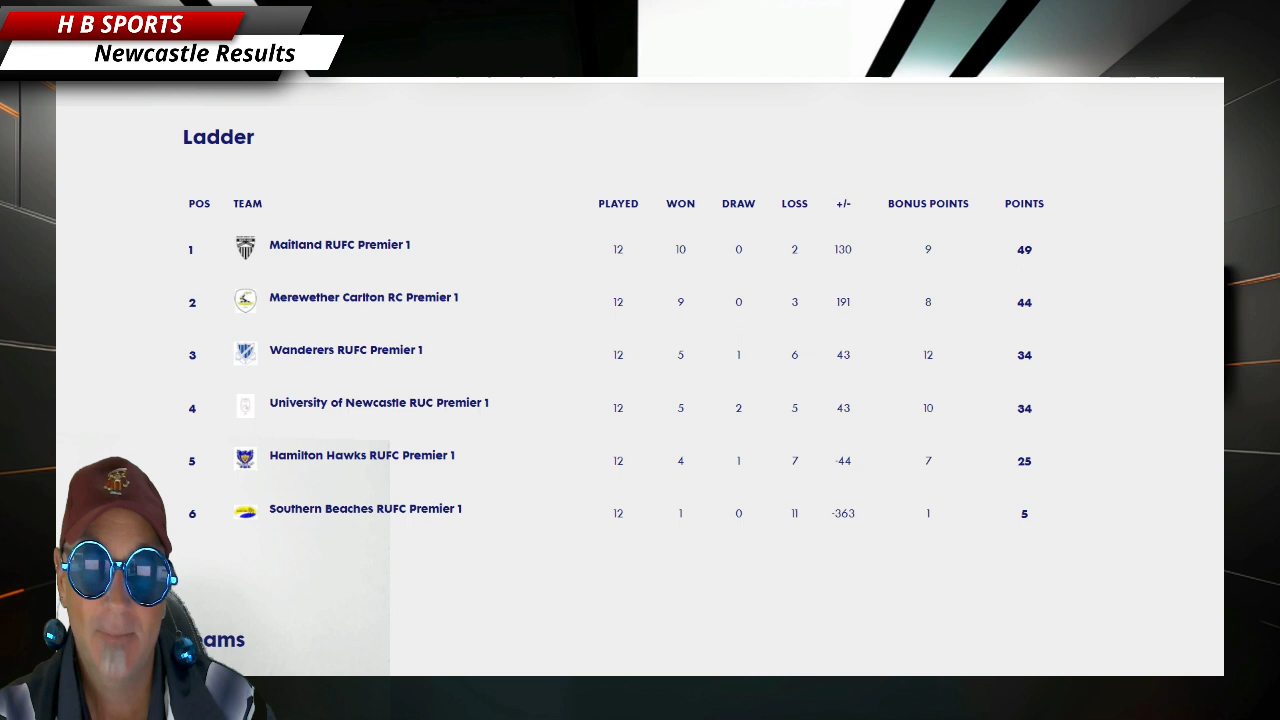 H B SPORTS
Newcastle Results
Ladder
POS TEAM PLAYED WON DRAW LOSS +/- BONUS POINTS POINTS
1 Maitland RUFC Premier 1 12 10 0 2 130 9 49
2 Merewether Carlton RC Premier 1 12 9 0 3 191 8 44
3 Wanderers RUFC Premier 1 12 5 1 6 43 12 34
4 University of Newcastle RUC Premier 1 12 5 2 5 43 10 34
5 Hamilton Hawks RUFC Premier 1 12 4 1 7 -44 7 25
6 Southern Beaches RUFC Premier 1 12 1 0 11 -363 1 5
eams